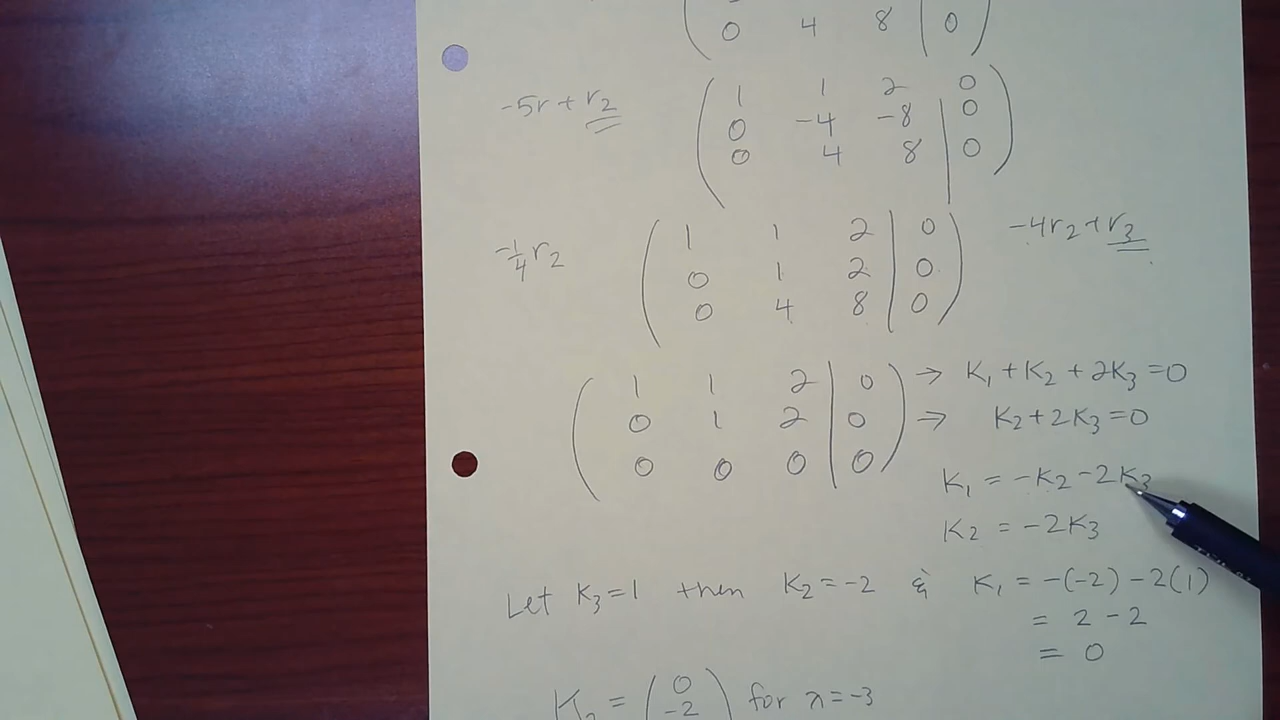 0 4 8 | 0
-5r + r₂ ( 1 1 2 0
0 -4 -8 | 0
0 4 8 | 0 )
-1/4 r₂ ( 1 1 2 | 0 ) -4r₂ + r₃
0 1 2 | 0
0 4 8 | 0
( 1 1 2 | 0 ) → K₁ + K₂ + 2K₃ = 0
0 1 2 | 0 → K₂ + 2K₃ = 0
0 0 0 | 0
K₁ = -K₂ - 2K₃
K₂ = -2K₃
Let K₃ = 1 then K₂ = -2 & K₁ = -(-2) - 2(1)
= 2 - 2
= 0
( 0
-2 ) for λ = -3